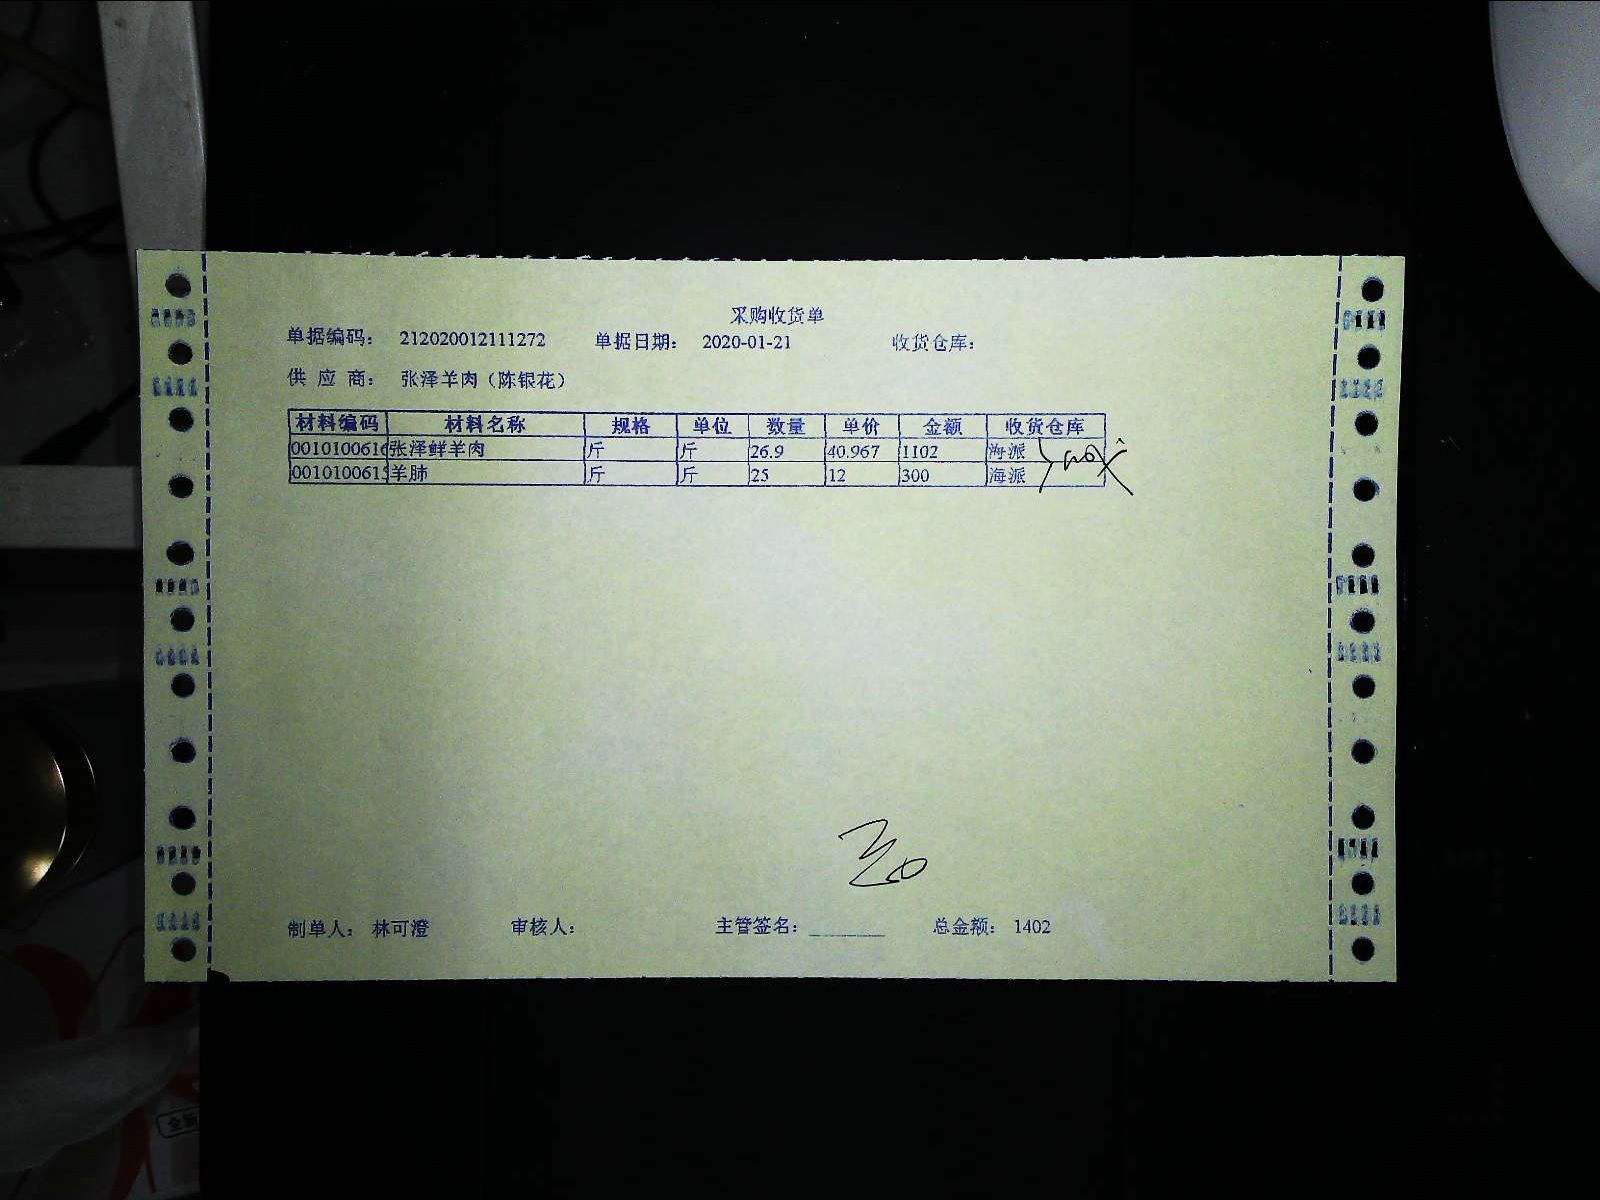 采购收货单
单据编码： 212020012111272 单据日期： 2020-01-21 收货仓库：
供 应 商： 张泽羊肉（陈银花）
材料编码 材料名称 规格 单位 数量 单价 金额 收货仓库
0010100616 张泽鲜羊肉 斤 斤 26.9 40.967 1102 海派
0010100615 羊肺 斤 斤 25 12 300 海派
制单人： 林可澄 审核人： 主管签名： 总金额： 1402
全新